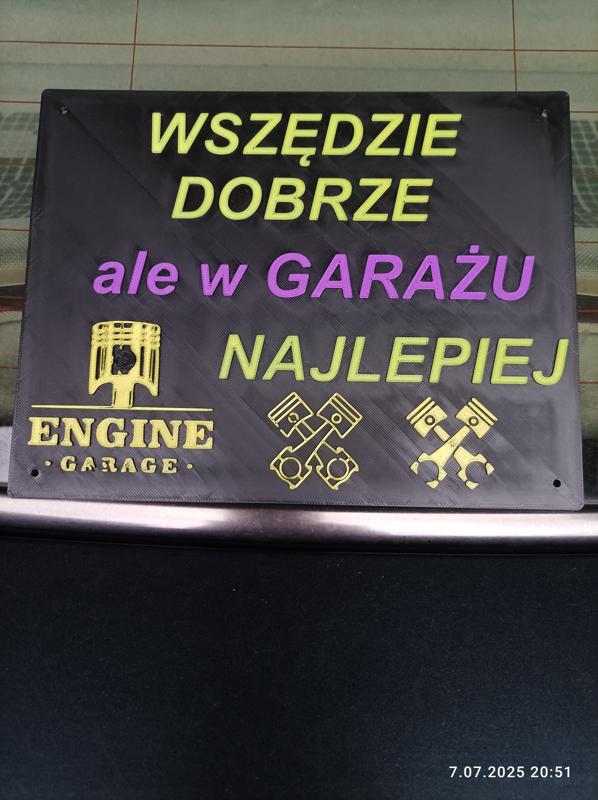 WSZĘDZIE
DOBRZE
ale w GARAŻU
NAJLEPIEJ
ENGINE
• GARAGE •
7.07.2025 20:51